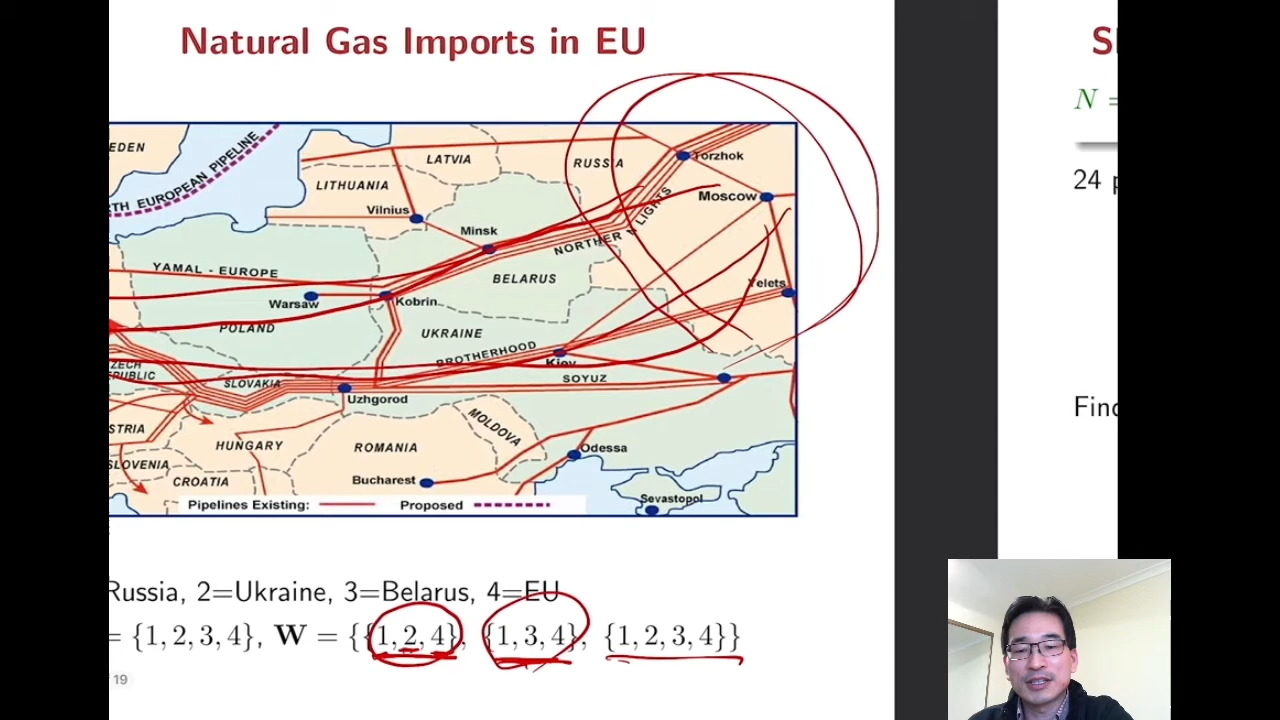 Natural Gas Imports in EU
EDEN
TH EUROPEAN PIPELINE
LATVIA
RUSSIA
Torzhok
LITHUANIA
Vilnius
Moscow
Minsk
NORTHERN LIGHTS
YAMAL - EUROPE
BELARUS
Yelets
Warsaw
Kobrin
POLAND
UKRAINE
BROTHERHOOD
Kiev
CZECH
REPUBLIC
SLOVAKIA
SOYUZ
Uzhgorod
STRIA
HUNGARY
MOLDOVA
ROMANIA
Odessa
SLOVENIA
CROATIA
Bucharest
Sevastopol
Pipelines Existing:
Proposed
Russia, 2=Ukraine, 3=Belarus, 4=EU
= {1, 2, 3, 4}, W = {{1, 2, 4}, {1, 3, 4}, {1, 2, 3, 4}}
19
N =
24